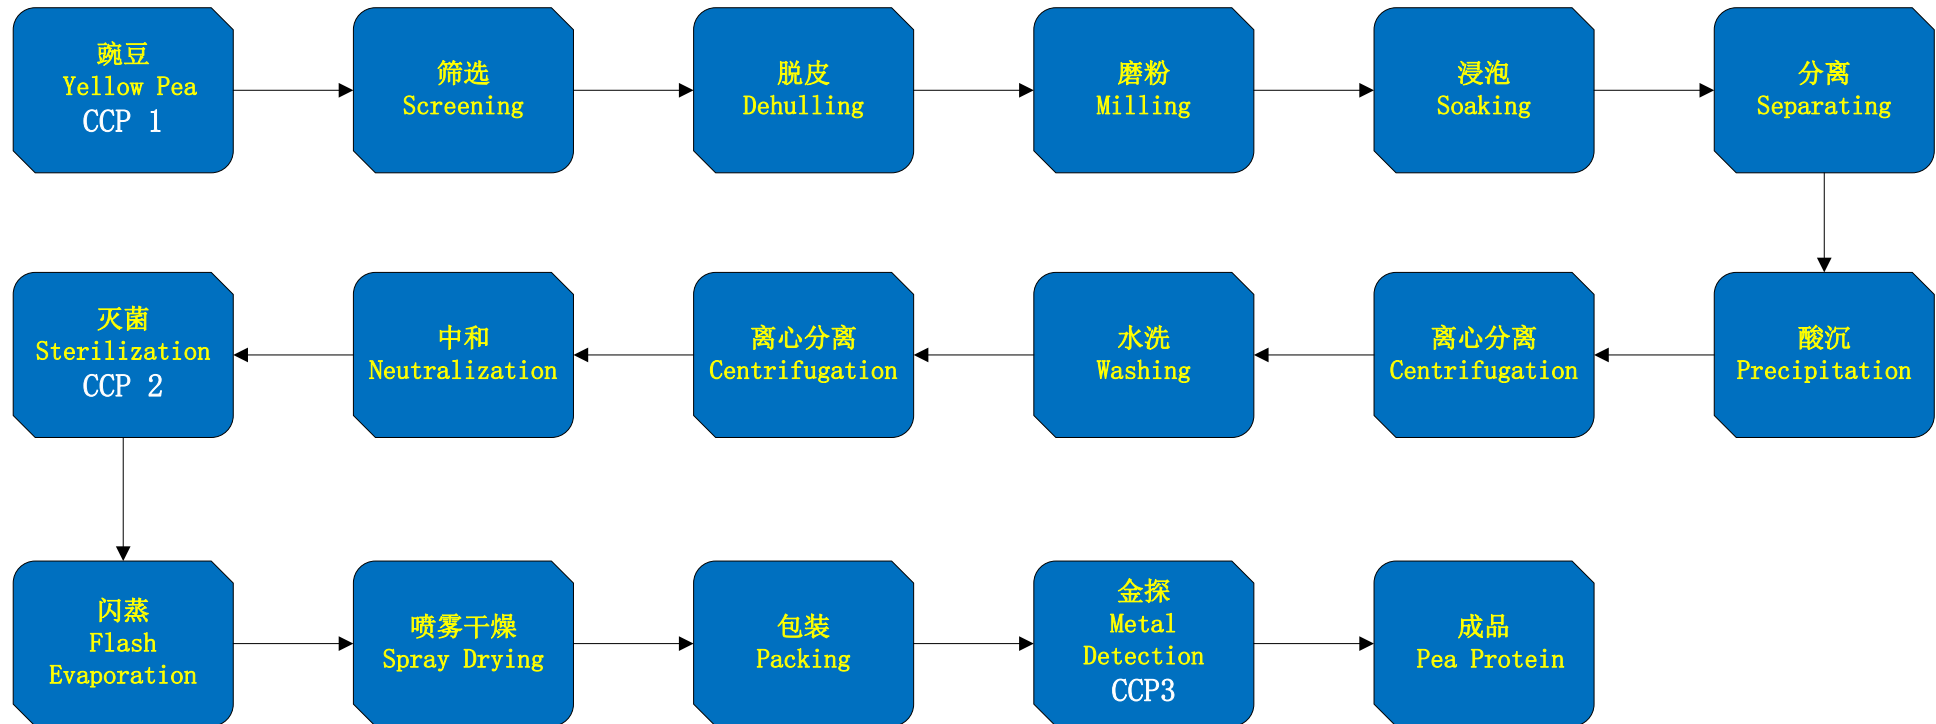 豌豆
Yellow Pea
CCP 1
筛选
Screening
脱皮
Dehulling
磨粉
Milling
浸泡
Soaking
分离
Separating
酸沉
Precipitation
离心分离
Centrifugation
水洗
Washing
离心分离
Centrifugation
中和
Neutralization
灭菌
Sterilization
CCP 2
闪蒸
Flash
Evaporation
喷雾干燥
Spray Drying
包装
Packing
金探
Metal
Detection
CCP3
成品
Pea Protein